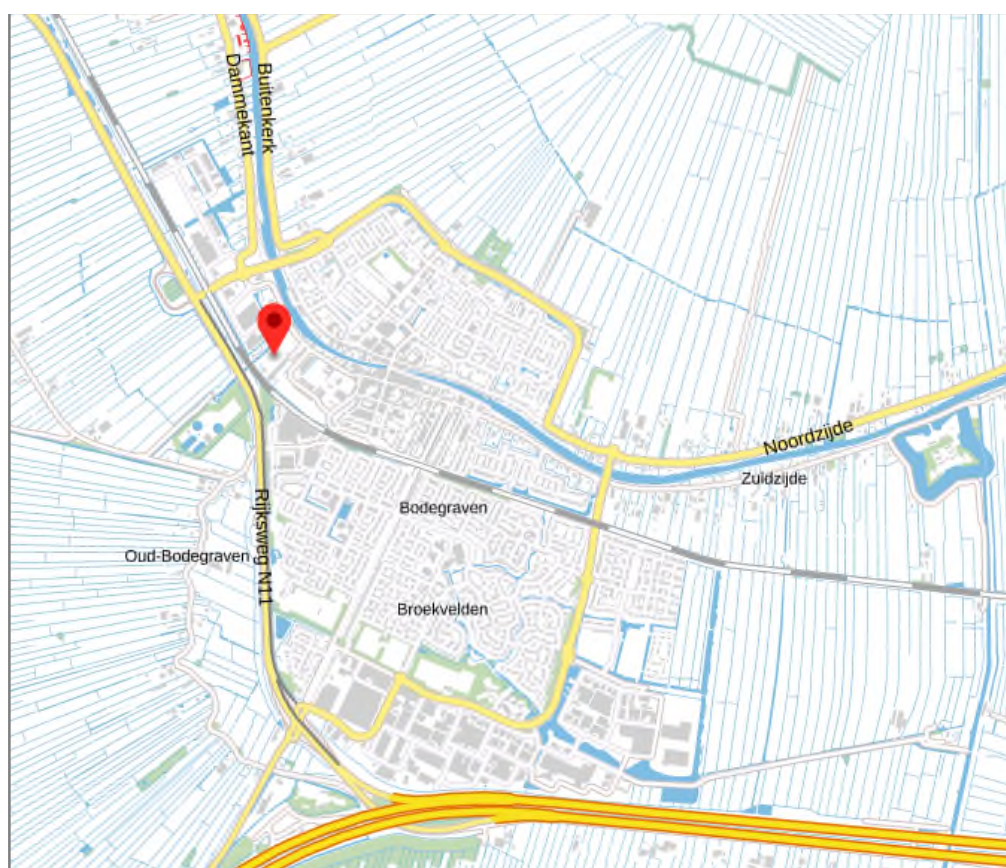 Buitenkerk
Dammekant
Noordzijde
Zuidzijde
Bodegraven
Rijksweg N11
Oud-Bodegraven
Broekvelden